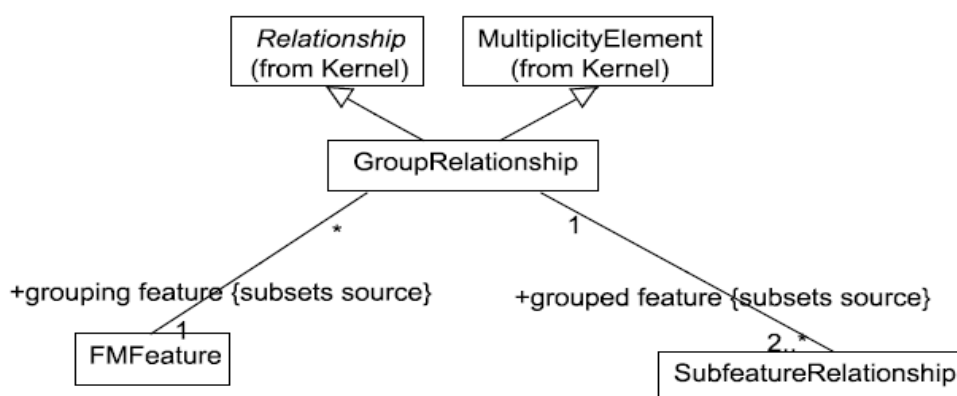 Relationship
(from Kernel)
MultiplicityElement
(from Kernel)
GroupRelationship
*
1
+grouping feature {subsets source}
+grouped feature {subsets source}
1
2..*
FMFeature
SubfeatureRelationship